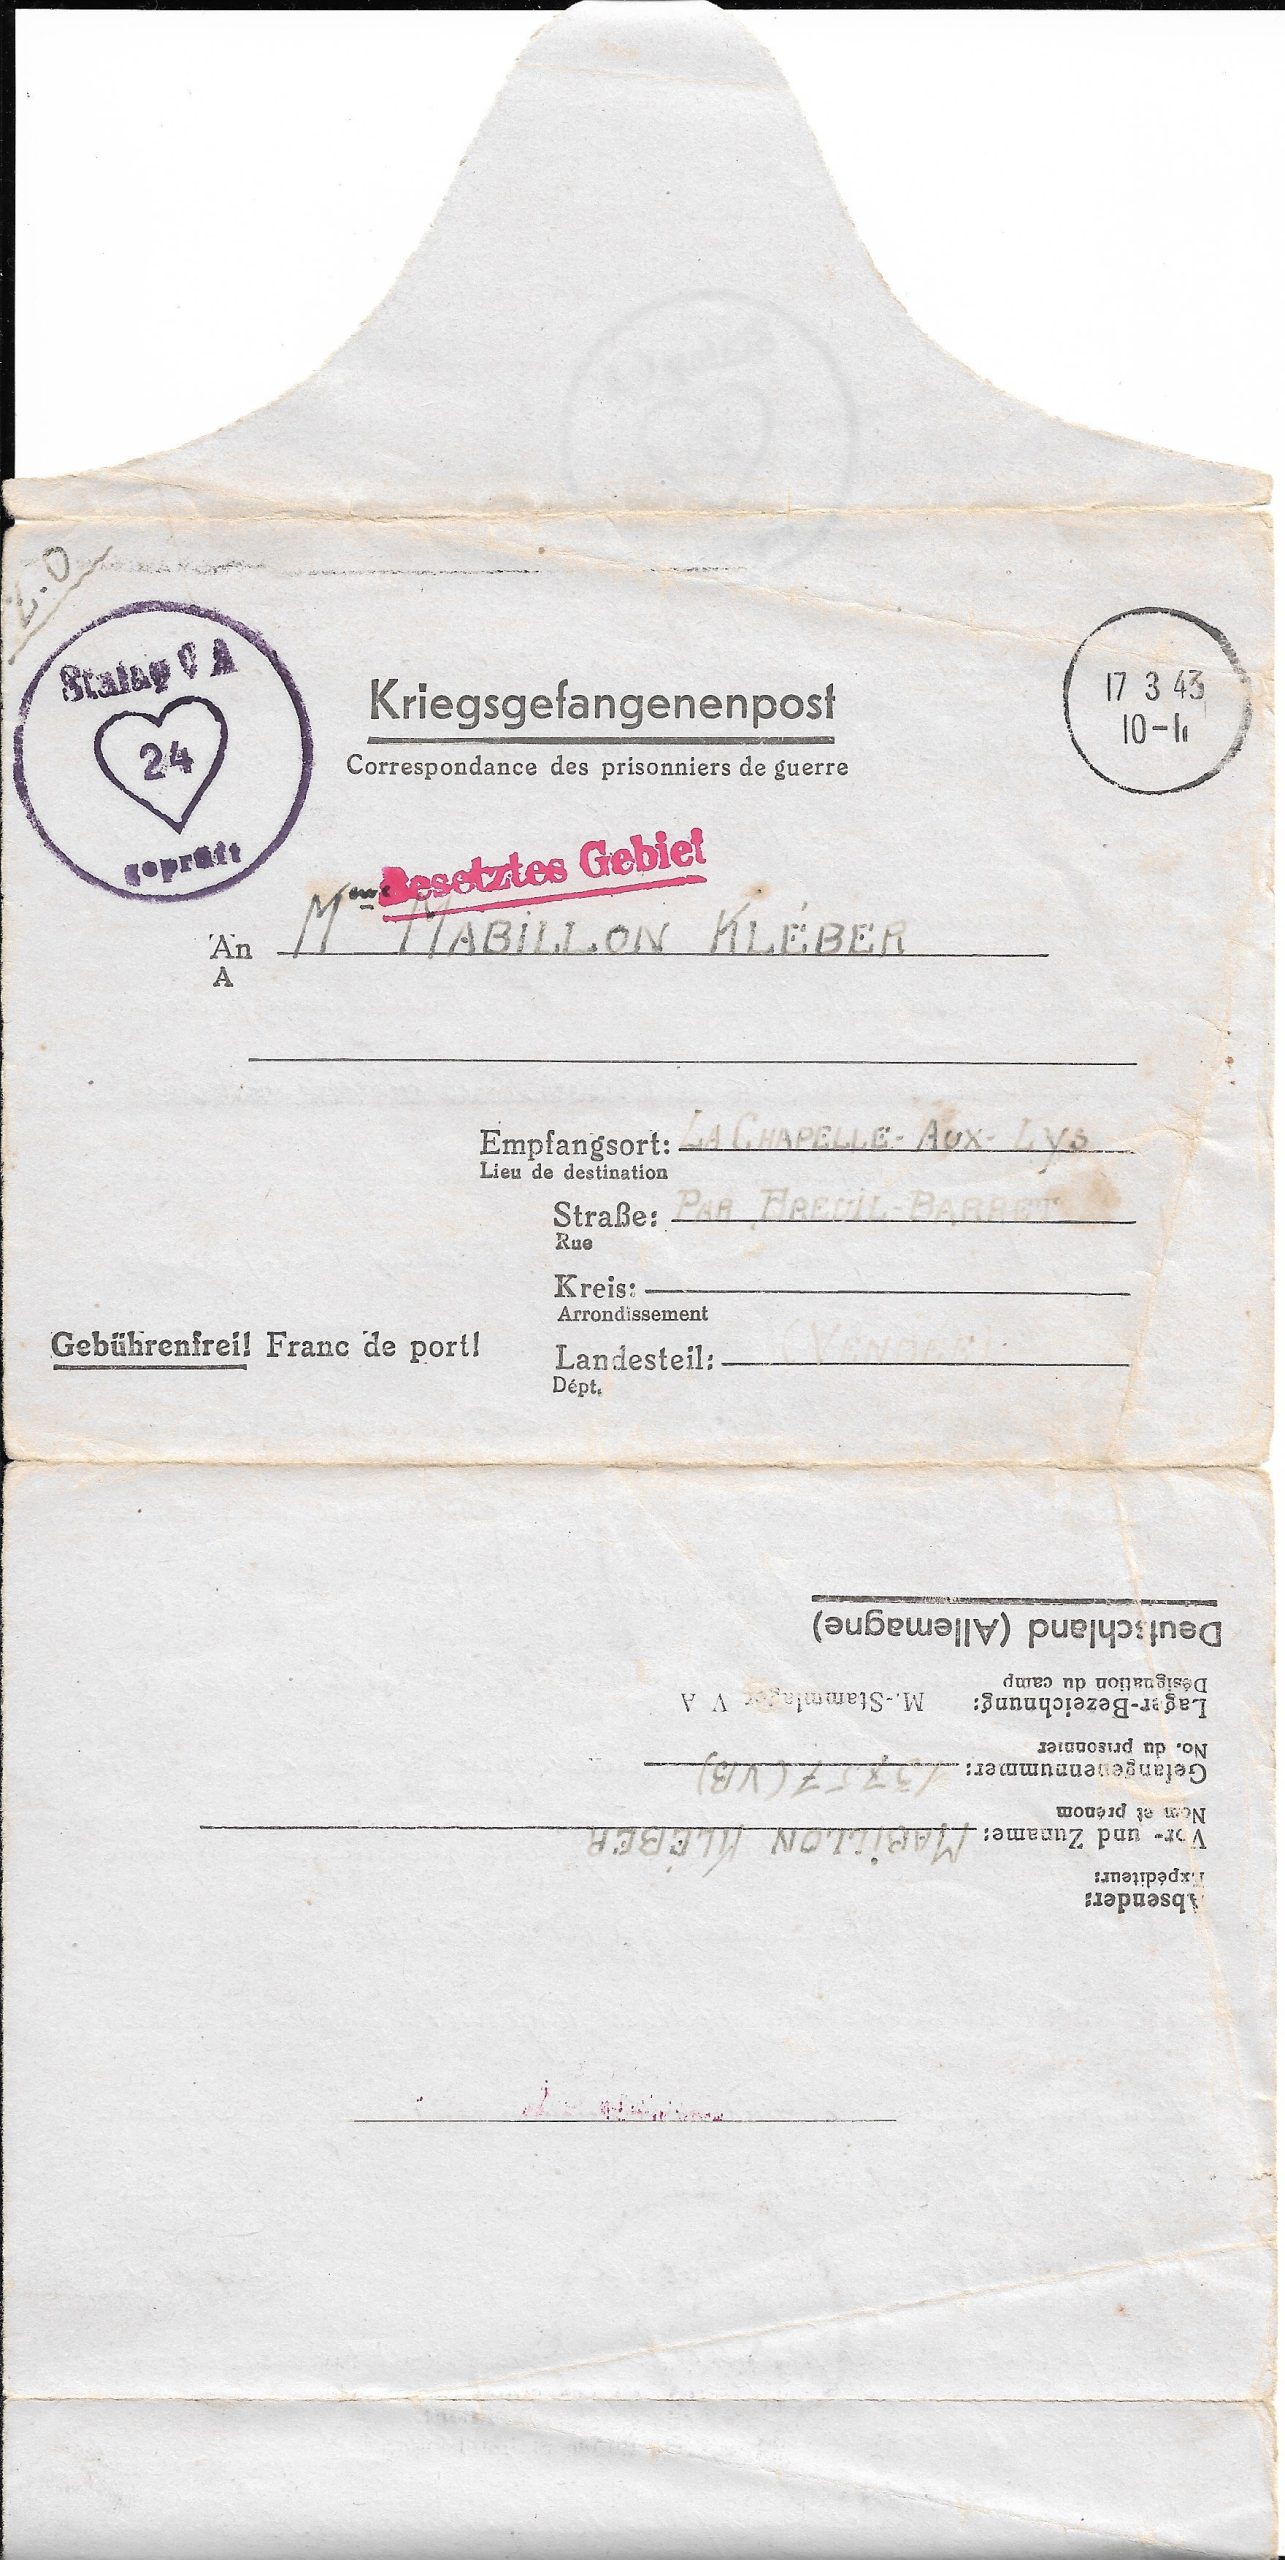 Z.O
Stalag V A
24
geprüft
Kriegsgefangenenpost
Correspondance des prisonniers de guerre
17 3 43
10-11
Besetztes Gebiet
An Mme MABILLON KLÉBER
A
Empfangsort: LA CHAPELLE-AUX-LYS
Lieu de destination
Straße: PAR BREUIL-BARRET
Rue
Kreis:
Arrondissement
Gebührenfrei! Franc de port!
Landesteil: (VENDÉE)
Dépt.
Absender:
Expéditeur:
Vor- und Zuname: MABILLON KLÉBER
Nom et prénom
Gefangenennummer: 13757 (VB)
No. du prisonnier
Lager-Bezeichnung: M.-Stammlager V A
Désignation du camp
Deutschland (Allemagne)